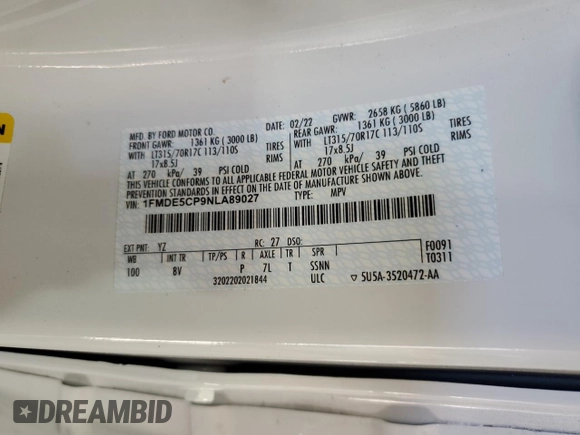 MFD. BY FORD MOTOR CO.
02/22 GVWR: 2658 KG ( 5860 LB)
FRONT GAWR: 1361 KG ( 3000 LB)
REAR GAWR: 1361 KG ( 3000 LB)
WITH LT315/70R17C 113/110S TIRES
WITH LT315/70R17C 113/110S TIRES
17x8.5J RIMS
17x8.5J RIMS
AT 270 kPa/ 39 PSI COLD
AT 270 kPa/ 39 PSI COLD
THIS VEHICLE CONFORMS TO ALL APPLICABLE FEDERAL MOTOR VEHICLE SAFETY AND THEFT
PREVENTION STANDARDS IN EFFECT ON THE DATE OF MANUFACTURE SHOWN ABOVE.
VIN: 1FMDE5CP9NLA89027
TYPE: MPV
EXT PNT: YZ RC: 27 DSO:
F0091
WB INT TR TP/PS R AXLE TR SPR
T0311
100 8V P 7L T SSNN
3202202021844 ULC ▽ 5U5A-3520472-AA
DREAMBID